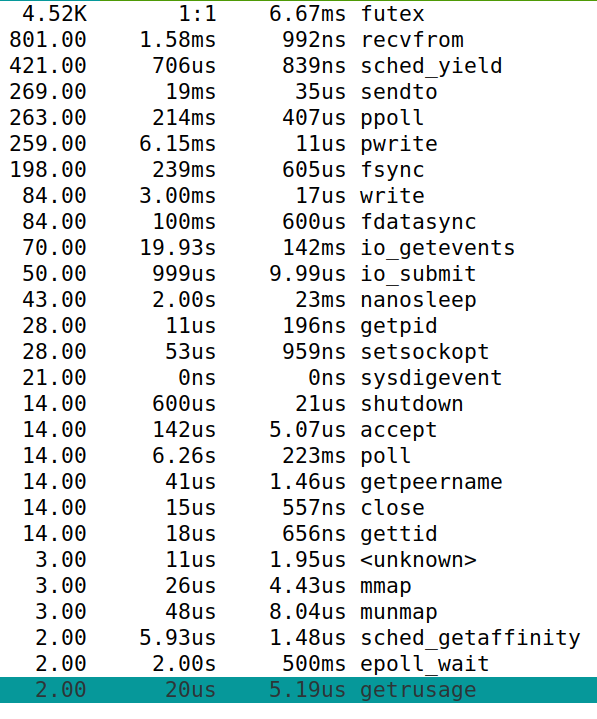 4.52K 1:1 6.67ms futex
801.00 1.58ms 992ns recvfrom
421.00 706us 839ns sched_yield
269.00 19ms 35us sendto
263.00 214ms 407us ppoll
259.00 6.15ms 11us pwrite
198.00 239ms 605us fsync
84.00 3.00ms 17us write
84.00 100ms 600us fdatasync
70.00 19.93s 142ms io_getevents
50.00 999us 9.99us io_submit
43.00 2.00s 23ms nanosleep
28.00 11us 196ns getpid
28.00 53us 959ns setsockopt
21.00 0ns 0ns sysdigevent
14.00 600us 21us shutdown
14.00 142us 5.07us accept
14.00 6.26s 223ms poll
14.00 41us 1.46us getpeername
14.00 15us 557ns close
14.00 18us 656ns gettid
3.00 11us 1.95us <unknown>
3.00 26us 4.43us mmap
3.00 48us 8.04us munmap
2.00 5.93us 1.48us sched_getaffinity
2.00 2.00s 500ms epoll_wait
2.00 20us 5.19us getrusage